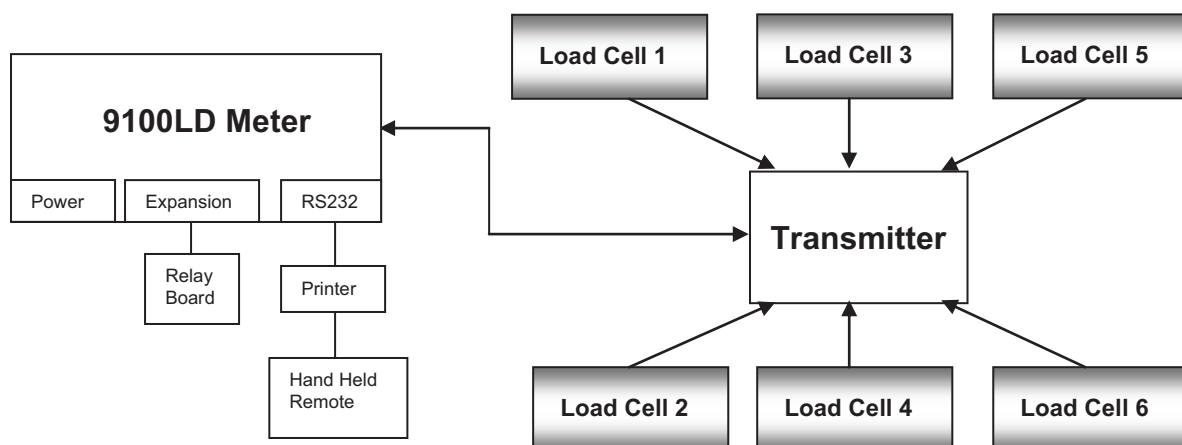 Load Cell 1
Load Cell 3
Load Cell 5
9100LD Meter
Power
Expansion
RS232
Relay
Board
Printer
Hand Held
Remote
Transmitter
Load Cell 2
Load Cell 4
Load Cell 6